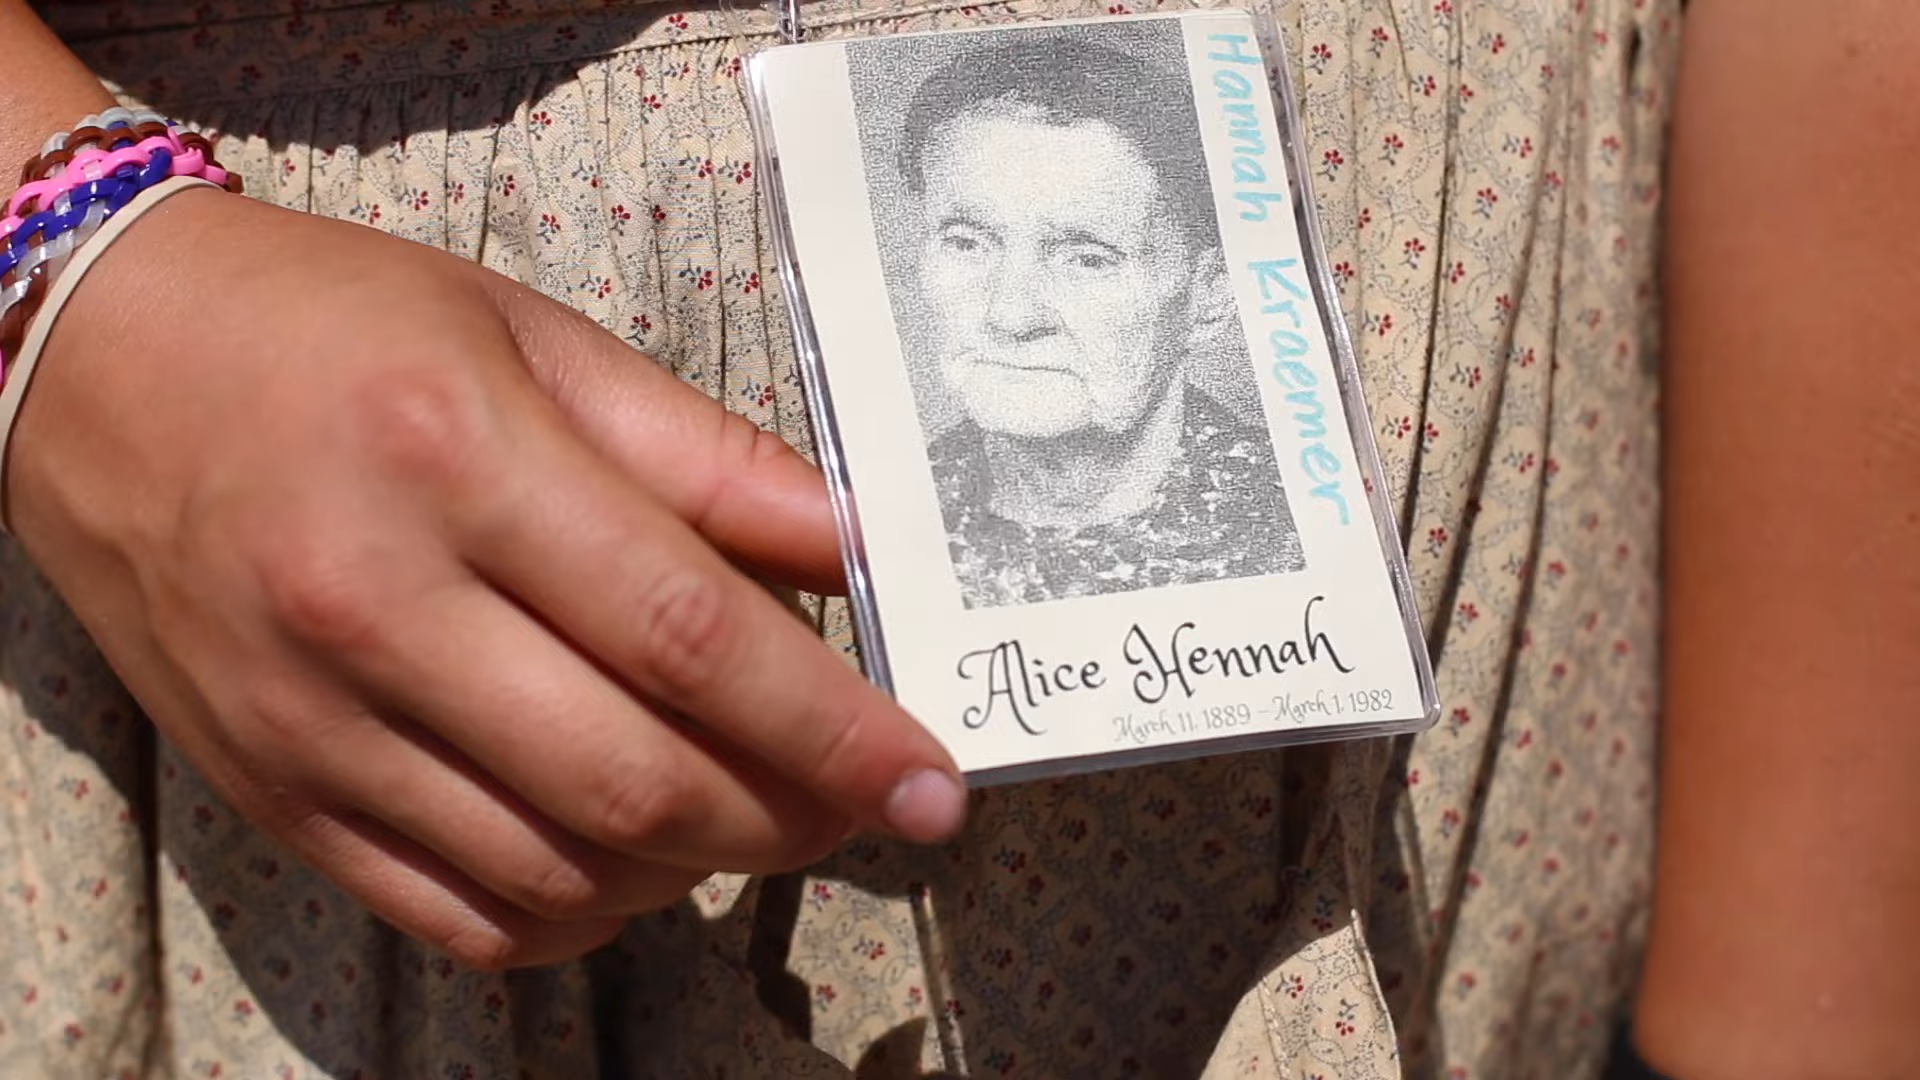 Hannah Kraemer
Alice Hennah
March 11, 1889 - March 1, 1982